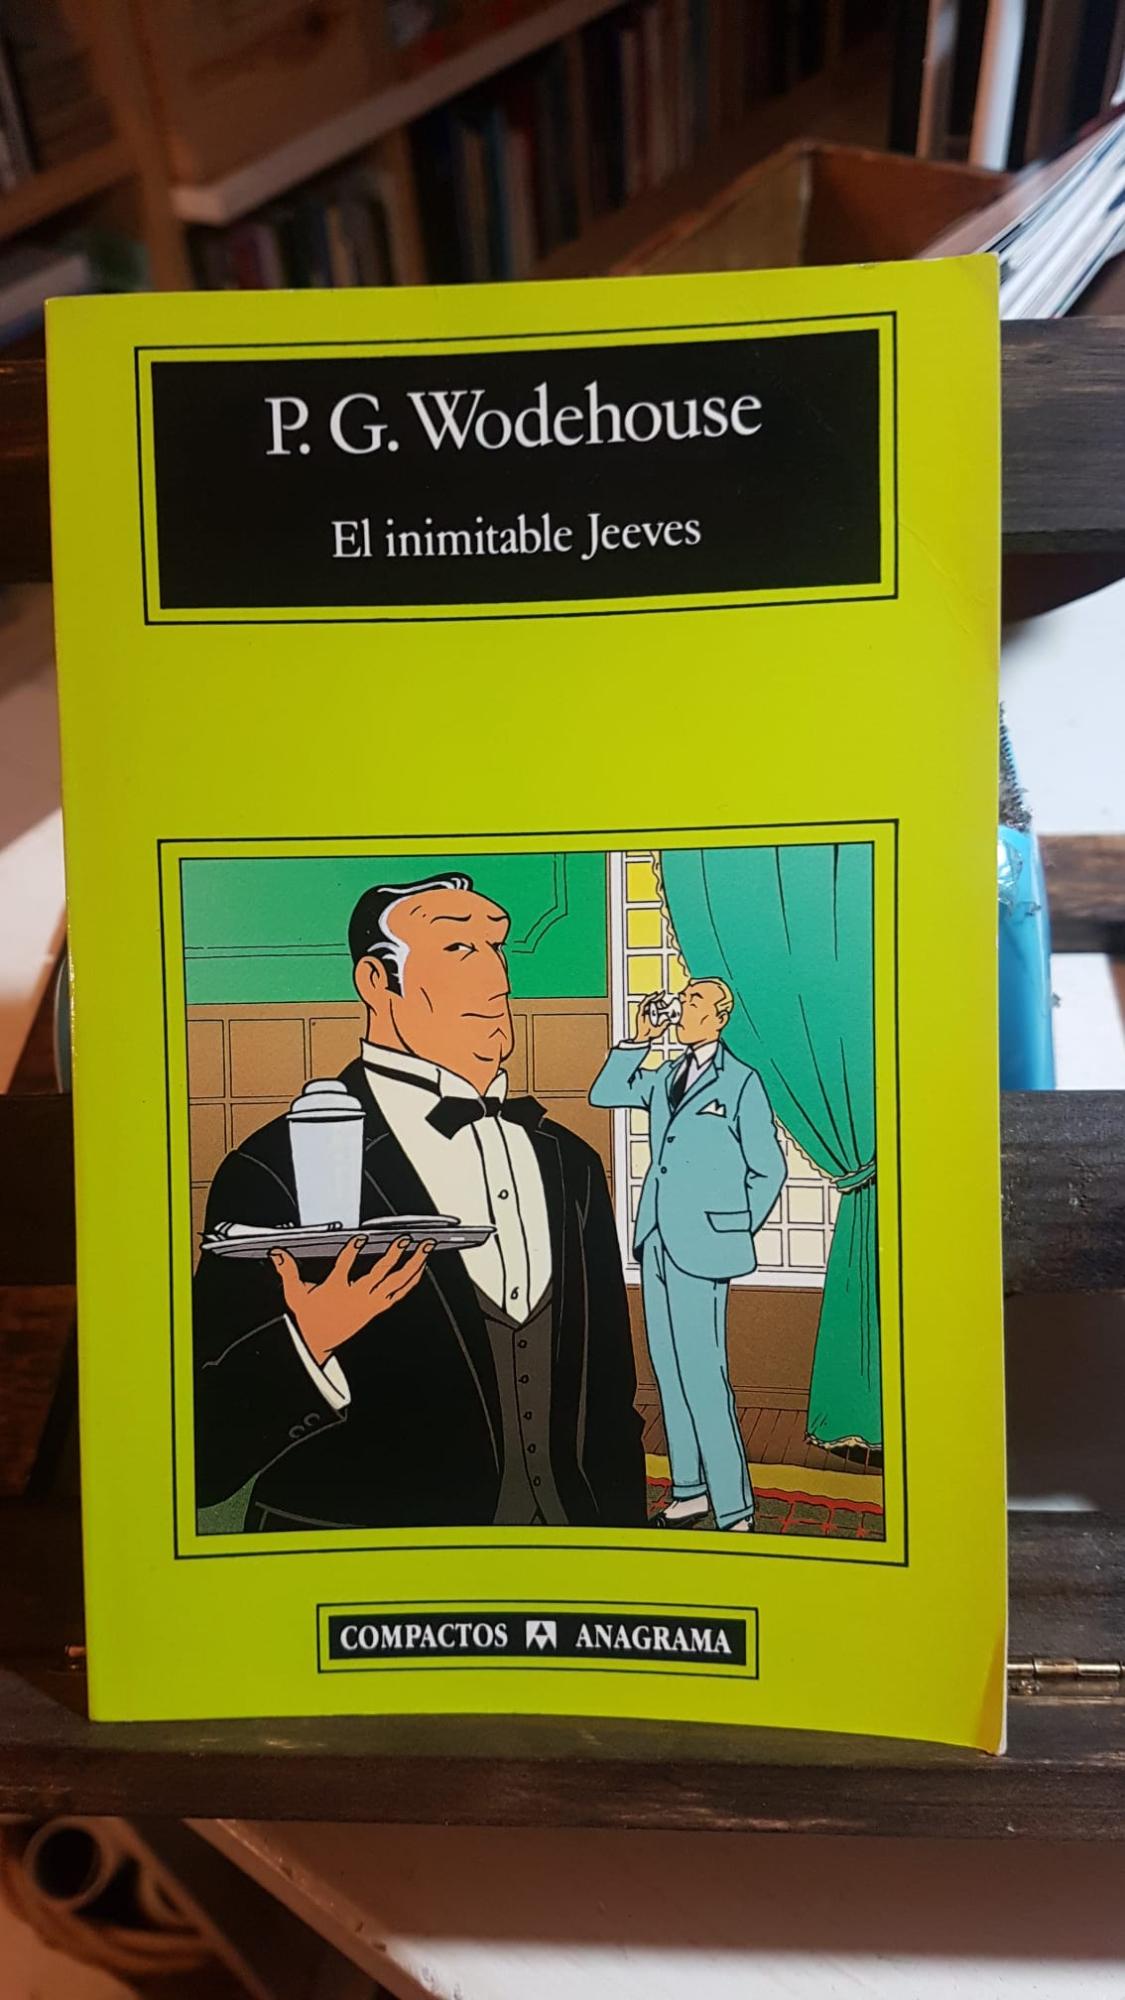 P. G. Wodehouse
El inimitable Jeeves
COMPACTOS ANAGRAMA